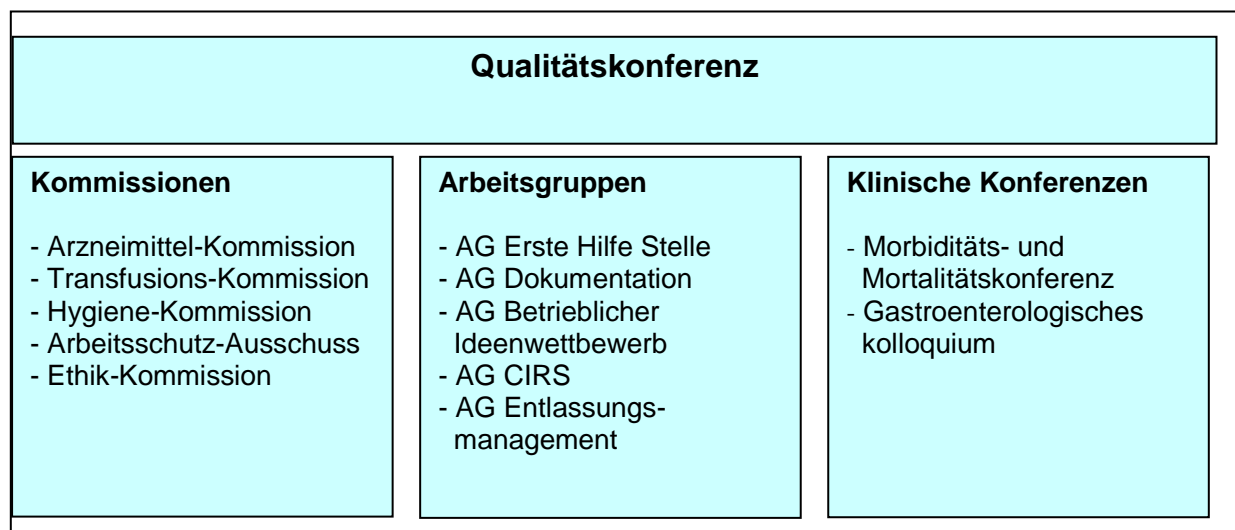 Qualitätskonferenz
Kommissionen
- Arzneimittel-Kommission
- Transfusions-Kommission
- Hygiene-Kommission
- Arbeitsschutz-Ausschuss
- Ethik-Kommission
Arbeitsgruppen
- AG Erste Hilfe Stelle
- AG Dokumentation
- AG Betrieblicher
Ideenwettbewerb
- AG CIRS
- AG Entlassungs-
management
Klinische Konferenzen
- Morbiditäts- und
Mortalitätskonferenz
- Gastroenterologisches
kolloquium